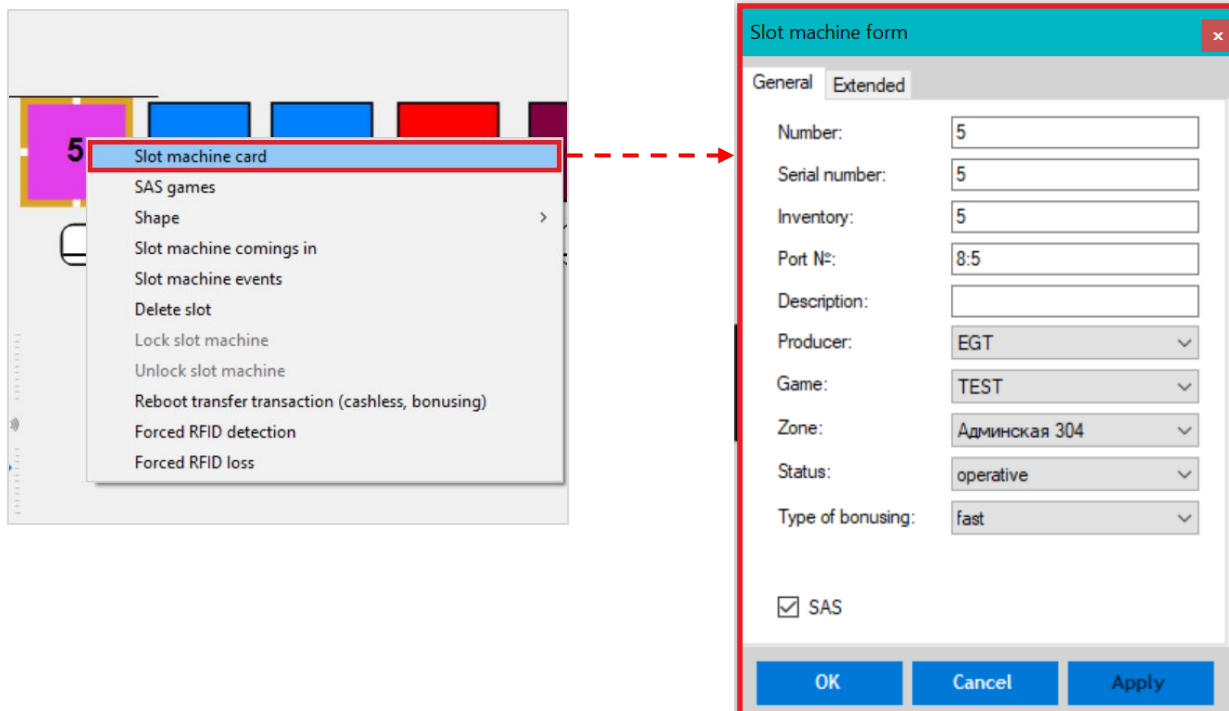 5
Slot machine card
SAS games
Shape
Slot machine comings in
Slot machine events
Delete slot
Lock slot machine
Unlock slot machine
Reboot transfer transaction (cashless, bonusing)
Forced RFID detection
Forced RFID loss
Slot machine form
x
General Extended
Number: 5
Serial number: 5
Inventory: 5
Port №: 8:5
Description:
Producer: EGT
Game: TEST
Zone: Админская 304
Status: operative
Type of bonusing: fast
SAS
OK Cancel Apply